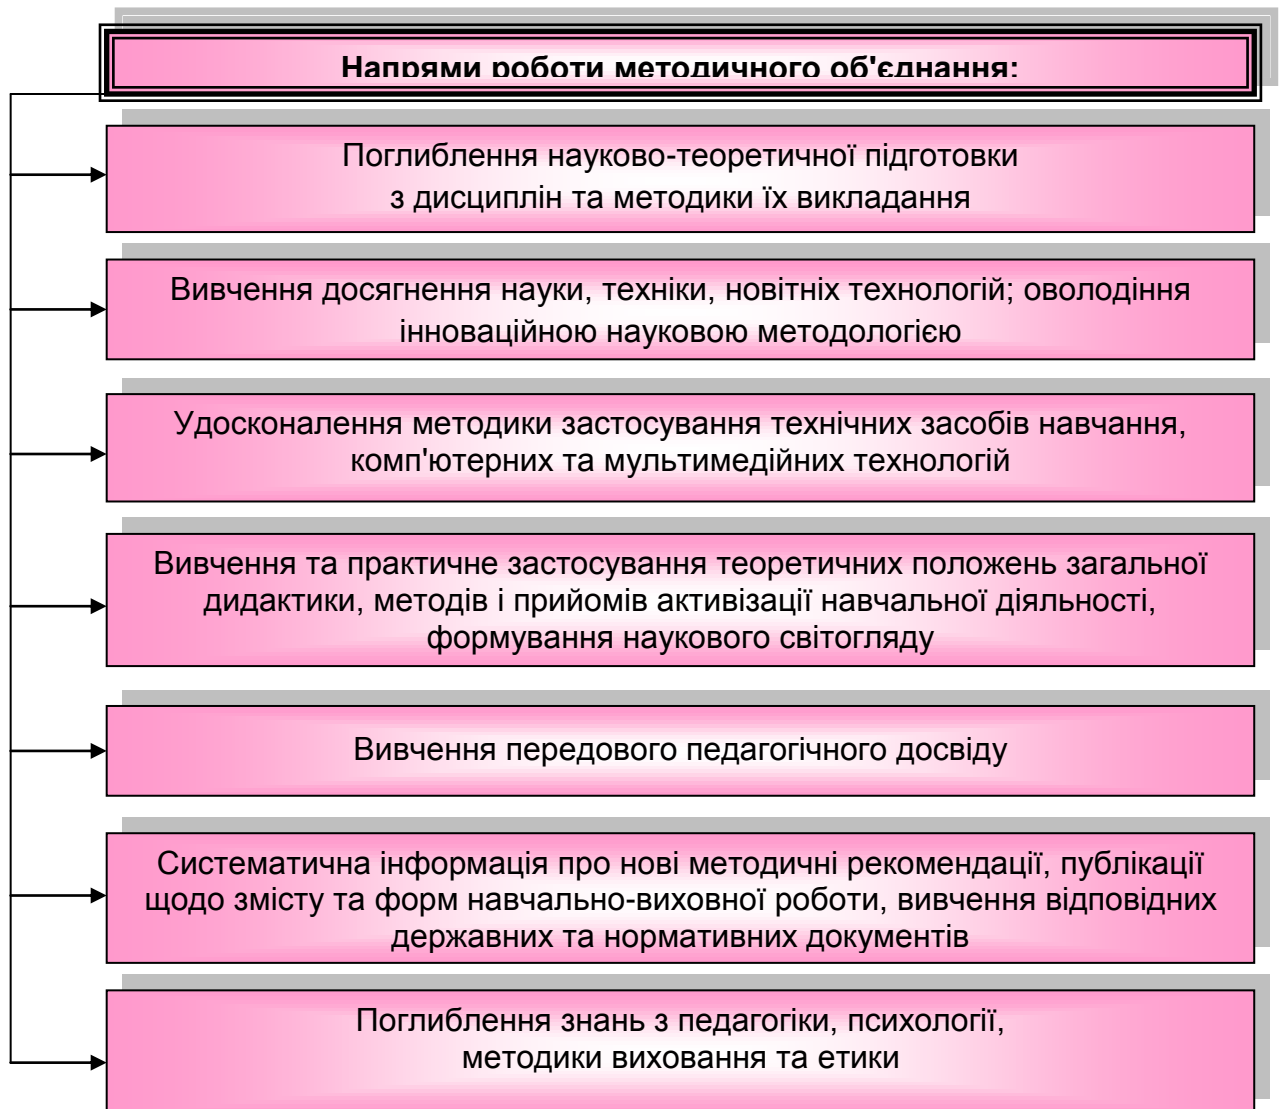 Напрями роботи методичного об'єднання:
Поглиблення науково-теоретичної підготовки
з дисциплін та методики їх викладання
Вивчення досягнення науки, техніки, новітніх технологій; оволодіння
інноваційною науковою методологією
Удосконалення методики застосування технічних засобів навчання,
комп'ютерних та мультимедійних технологій
Вивчення та практичне застосування теоретичних положень загальної
дидактики, методів і прийомів активізації навчальної діяльності,
формування наукового світогляду
Вивчення передового педагогічного досвіду
Систематична інформація про нові методичні рекомендації, публікації
щодо змісту та форм навчально-виховної роботи, вивчення відповідних
державних та нормативних документів
Поглиблення знань з педагогіки, психології,
методики виховання та етики